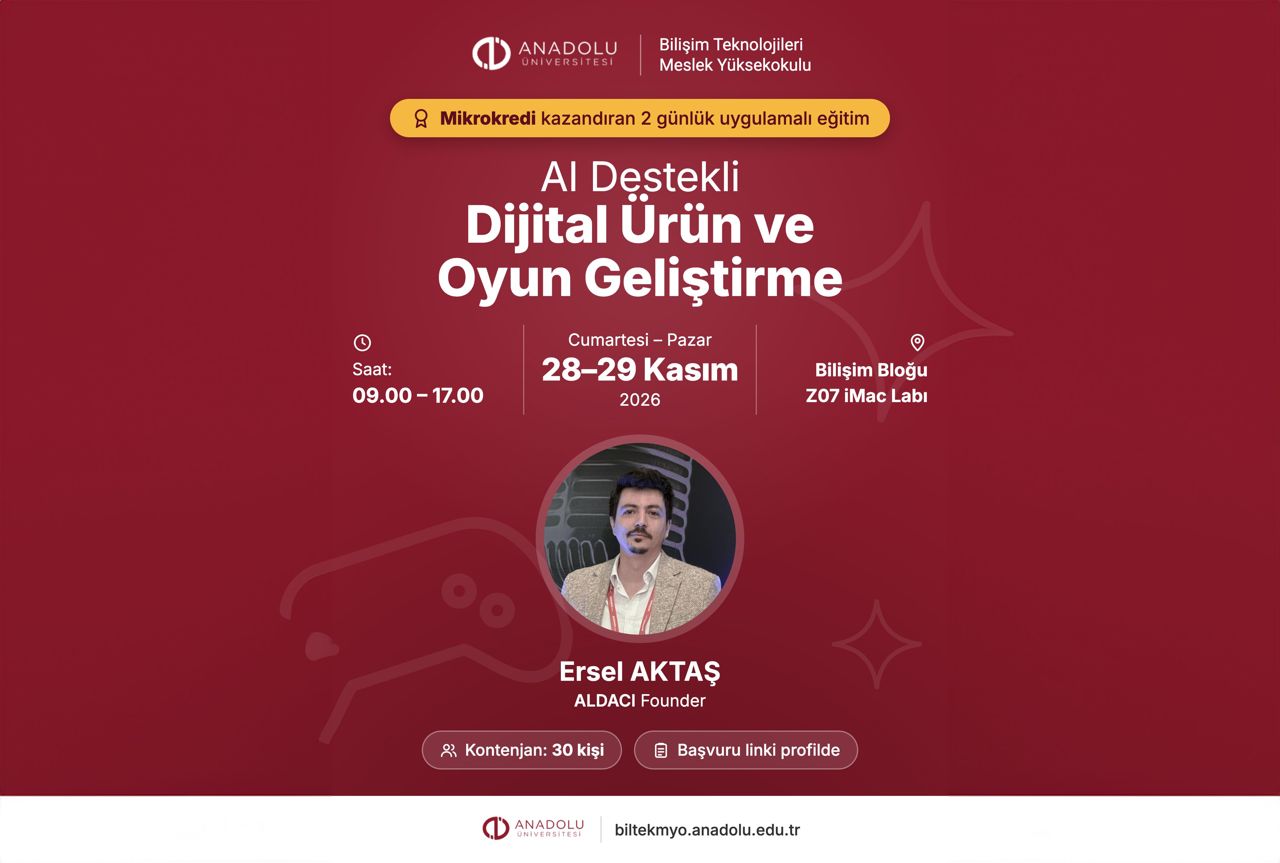 ANADOLU
ÜNİVERSİTESİ
Bilişim Teknolojileri
Meslek Yüksekokulu
Mikrokredi kazandıran 2 günlük uygulamalı eğitim
AI Destekli
Dijital Ürün ve
Oyun Geliştirme
Saat:
09.00 – 17.00
Cumartesi – Pazar
28–29 Kasım
2026
Bilişim Bloğu
Z07 iMac Labı
Ersel AKTAŞ
ALDACI Founder
Kontenjan: 30 kişi
Başvuru linki profilde
ANADOLU
ÜNİVERSİTESİ
biltekmyo.anadolu.edu.tr